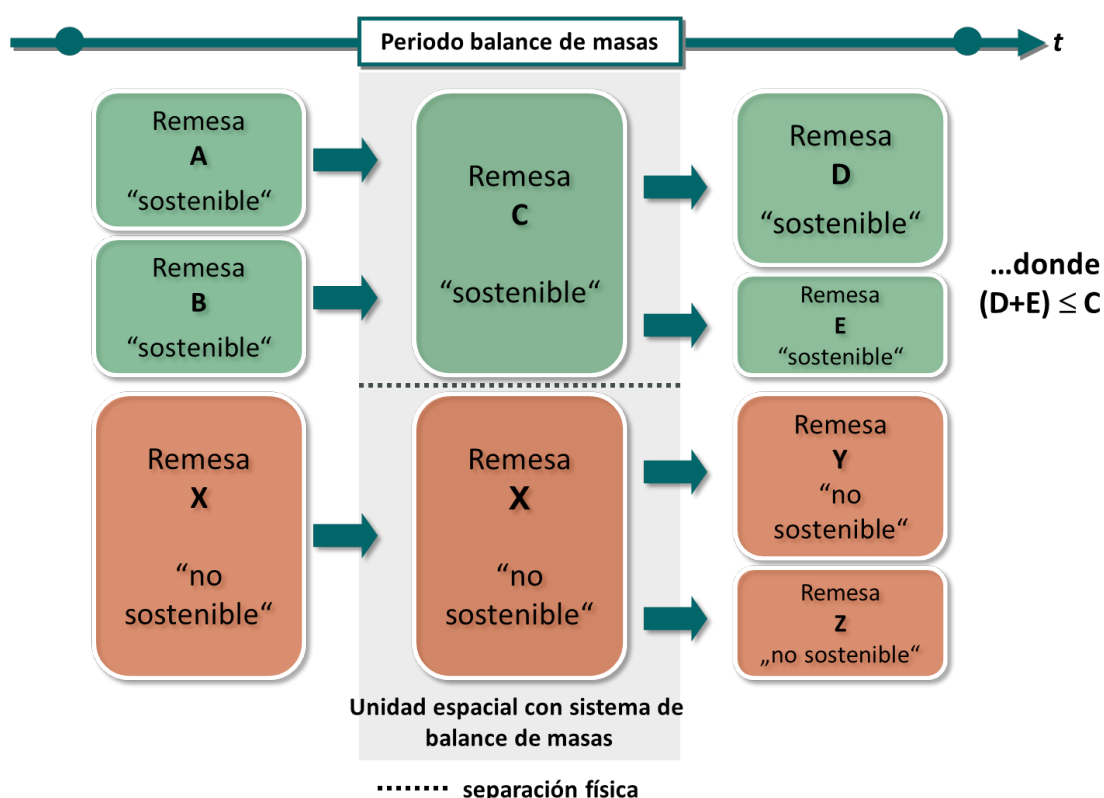 Periodo balance de masas
t
Remesa
A
“sostenible“
Remesa
B
“sostenible“
Remesa
X
“no
sostenible“
Remesa
C
“sostenible“
Remesa
X
“no
sostenible“
Remesa
D
“sostenible“
Remesa
E
“sostenible“
Remesa
Y
“no
sostenible“
Remesa
Z
„no sostenible“
...donde
(D+E) ≤ C
Unidad espacial con sistema de
balance de masas
separación física